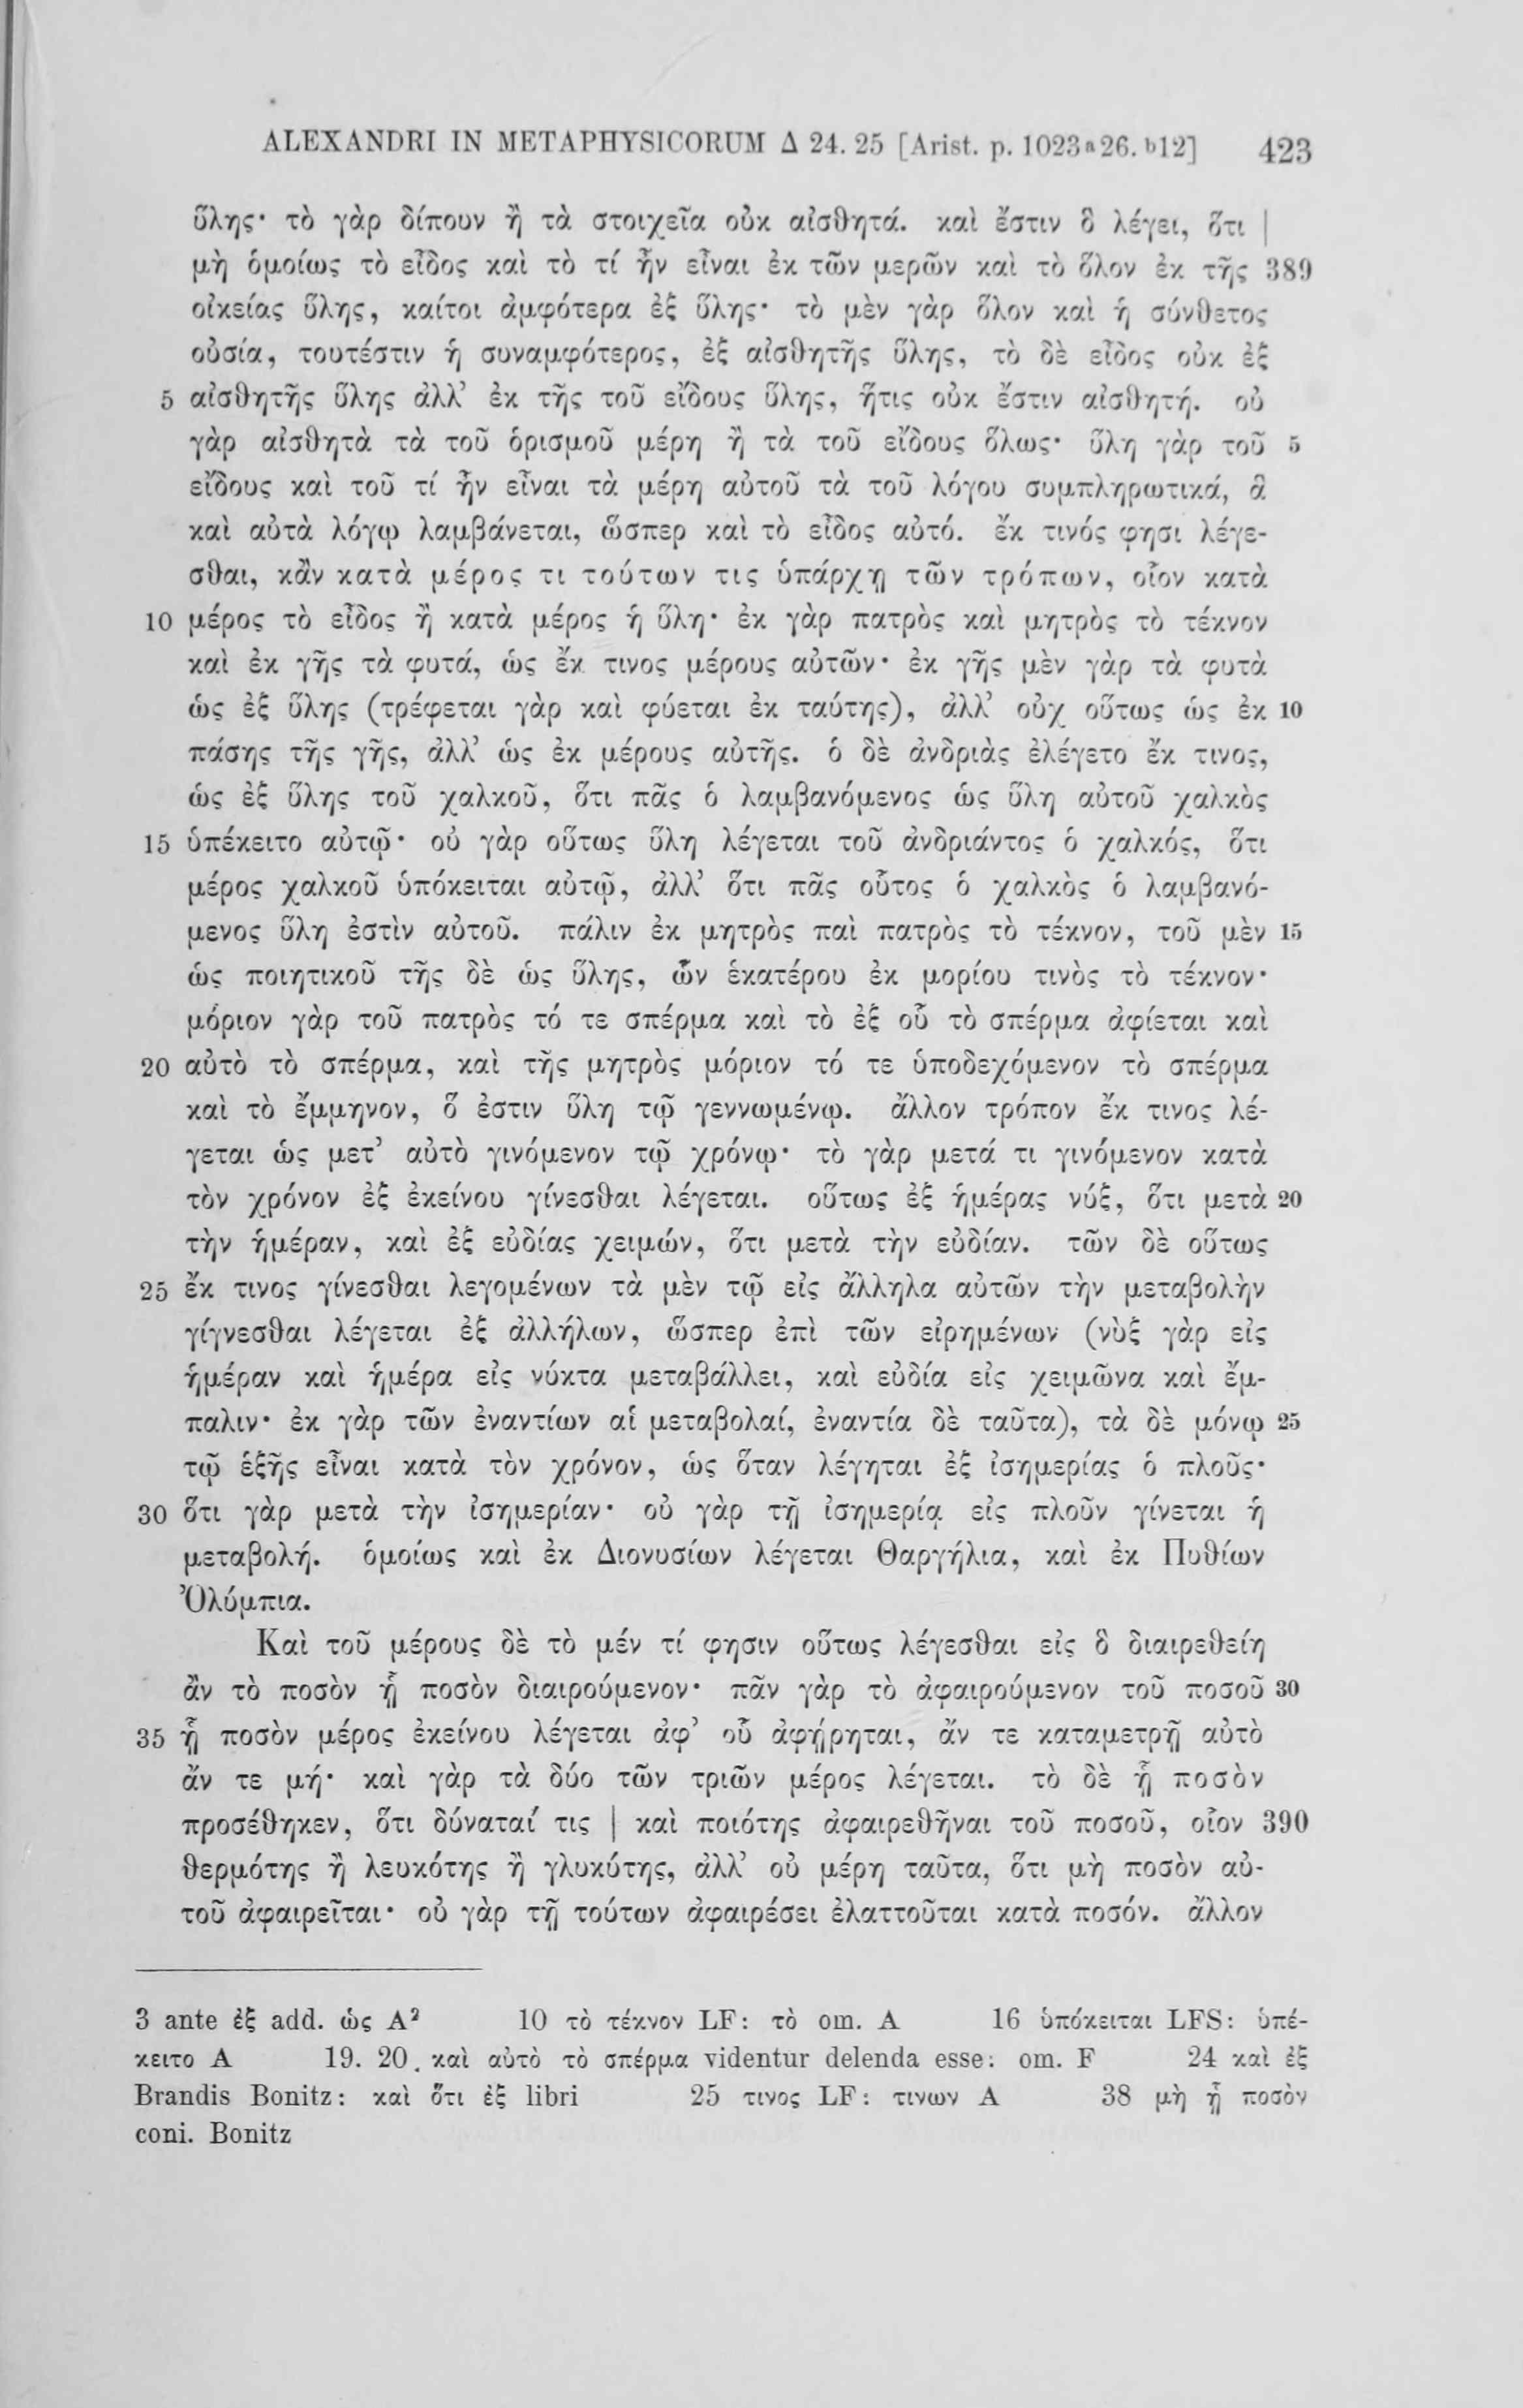 ALEXANDRI IN METAPHYSICORUM Δ 24. 25 [Arist. p. 1023ᵃ26. ᵇ12] 423
ὕλης· τὸ γὰρ δίπουν ἢ τὰ στοιχεῖα οὐκ αἰσθητά. καὶ ἔστιν ὃ λέγει, ὅτι |
μὴ ὁμοίως τὸ εἶδος καὶ τὸ τί ἦν εἶναι ἐκ τῶν μερῶν καὶ τὸ ὅλον ἐκ τῆς 389
οἰκείας ὕλης, καίτοι ἀμφότερα ἐξ ὕλης· τὸ μὲν γὰρ ὅλον καὶ ἡ σύνθετος
οὐσία, τουτέστιν ἡ συναμφότερος, ἐξ αἰσθητῆς ὕλης, τὸ δὲ εἶδος οὐκ ἐξ
5 αἰσθητῆς ὕλης ἀλλ’ ἐκ τῆς τοῦ εἴδους ὕλης, ἥτις οὐκ ἔστιν αἰσθητή. οὐ
γὰρ αἰσθητὰ τὰ τοῦ ὁρισμοῦ μέρη ἢ τὰ τοῦ εἴδους ὅλως· ὕλη γὰρ τοῦ 5
εἴδους καὶ τοῦ τί ἦν εἶναι τὰ μέρη αὐτοῦ τὰ τοῦ λόγου συμπληρωτικά, ἃ
καὶ αὐτὰ λόγῳ λαμβάνεται, ὥσπερ καὶ τὸ εἶδος αὐτό. ἔκ τινός φησι λέγε-
σθαι, κἂν κατὰ μέρος τι τούτων τις ὑπάρχῃ τῶν τρόπων, οἷον κατὰ
10 μέρος τὸ εἶδος ἢ κατὰ μέρος ἡ ὕλη· ἐκ γὰρ πατρὸς καὶ μητρὸς τὸ τέκνον
καὶ ἐκ γῆς τὰ φυτά, ὡς ἔκ τινος μέρους αὐτῶν· ἐκ γῆς μὲν γὰρ τὰ φυτὰ
ὡς ἐξ ὕλης (τρέφεται γὰρ καὶ φύεται ἐκ ταύτης), ἀλλ’ οὐχ οὕτως ὡς ἐκ 10
πάσης τῆς γῆς, ἀλλ’ ὡς ἐκ μέρους αὐτῆς. ὁ δὲ ἀνδριὰς ἐλέγετο ἔκ τινος,
ὡς ἐξ ὕλης τοῦ χαλκοῦ, ὅτι πᾶς ὁ λαμβανόμενος ὡς ὕλη αὐτοῦ χαλκὸς
15 ὑπέκειτο αὐτῷ· οὐ γὰρ οὕτως ὕλη λέγεται τοῦ ἀνδριάντος ὁ χαλκός, ὅτι
μέρος χαλκοῦ ὑπόκειται αὐτῷ, ἀλλ’ ὅτι πᾶς οὗτος ὁ χαλκὸς ὁ λαμβανό-
μενος ὕλη ἐστὶν αὐτοῦ. πάλιν ἐκ μητρὸς παὶ πατρὸς τὸ τέκνον, τοῦ μὲν 15
ὡς ποιητικοῦ τῆς δὲ ὡς ὕλης, ὧν ἑκατέρου ἐκ μορίου τινὸς τὸ τέκνον·
μόριον γὰρ τοῦ πατρὸς τό τε σπέρμα καὶ τὸ ἐξ οὗ τὸ σπέρμα ἀφίεται καὶ
20 αὐτὸ τὸ σπέρμα, καὶ τῆς μητρὸς μόριον τό τε ὑποδεχόμενον τὸ σπέρμα
καὶ τὸ ἔμμηνον, ὅ ἐστιν ὕλη τῷ γεννωμένῳ. ἄλλον τρόπον ἔκ τινος λέ-
γεται ὡς μετ’ αὐτὸ γινόμενον τῷ χρόνῳ· τὸ γὰρ μετά τι γινόμενον κατὰ
τὸν χρόνον ἐξ ἐκείνου γίνεσθαι λέγεται. οὕτως ἐξ ἡμέρας νύξ, ὅτι μετὰ 20
τὴν ἡμέραν, καὶ ἐξ εὐδίας χειμών, ὅτι μετὰ τὴν εὐδίαν. τῶν δὲ οὕτως
25 ἔκ τινος γίνεσθαι λεγομένων τὰ μὲν τῷ εἰς ἄλληλα αὐτῶν τὴν μεταβολὴν
γίγνεσθαι λέγεται ἐξ ἀλλήλων, ὥσπερ ἐπὶ τῶν εἰρημένων (νὺξ γὰρ εἰς
ἡμέραν καὶ ἡμέρα εἰς νύκτα μεταβάλλει, καὶ εὐδία εἰς χειμῶνα καὶ ἔμ-
παλιν· ἐκ γὰρ τῶν ἐναντίων αἱ μεταβολαί, ἐναντία δὲ ταῦτα), τὰ δὲ μόνῳ 25
τῷ ἑξῆς εἶναι κατὰ τὸν χρόνον, ὡς ὅταν λέγηται ἐξ ἰσημερίας ὁ πλοῦς·
30 ὅτι γὰρ μετὰ τὴν ἰσημερίαν· οὐ γὰρ τῇ ἰσημερίᾳ εἰς πλοῦν γίνεται ἡ
μεταβολή. ὁμοίως καὶ ἐκ Διονυσίων λέγεται Θαργήλια, καὶ ἐκ Πυθίων
Ὀλύμπια.
Καὶ τοῦ μέρους δὲ τὸ μέν τί φησιν οὕτως λέγεσθαι εἰς ὃ διαιρεθείη
ἂν τὸ ποσὸν ᾗ ποσὸν διαιρούμενον· πᾶν γὰρ τὸ ἀφαιρούμενον τοῦ ποσοῦ 30
35 ᾗ ποσὸν μέρος ἐκείνου λέγεται ἀφ’ οὗ ἀφῄρηται, ἄν τε καταμετρῇ αὐτὸ
ἄν τε μή· καὶ γὰρ τὰ δύο τῶν τριῶν μέρος λέγεται. τὸ δὲ ᾗ ποσὸν
προσέθηκεν, ὅτι δύναταί τις | καὶ ποιότης ἀφαιρεθῆναι τοῦ ποσοῦ, οἷον 390
θερμότης ἢ λευκότης ἢ γλυκύτης, ἀλλ’ οὐ μέρη ταῦτα, ὅτι μὴ ποσὸν αὐ-
τοῦ ἀφαιρεῖται· οὐ γὰρ τῇ τούτων ἀφαιρέσει ἐλαττοῦται κατὰ ποσόν. ἄλλον
3 ante ἐξ add. ὡς A² 10 τὸ τέκνον LF: τὸ om. A 16 ὑπόκειται LFS: ὑπέ-
κειτο A 19. 20. καὶ αὐτὸ τὸ σπέρμα videntur delenda esse: om. F 24 καὶ ἐξ
Brandis Bonitz: καὶ ὅτι ἐξ libri 25 τινος LF: τινων A 38 μὴ ᾗ ποσὸν
coni. Bonitz